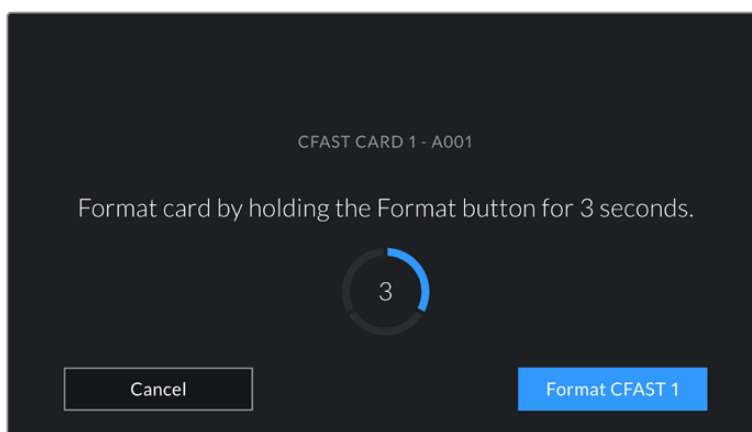 CFAST CARD 1 - A001
Format card by holding the Format button for 3 seconds.
3
Cancel
Format CFAST 1